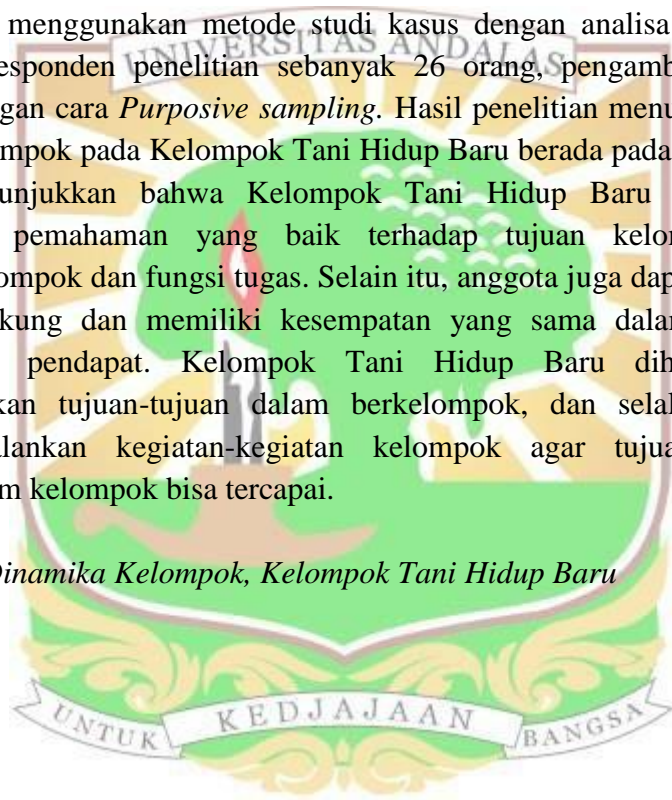 menggunakan metode studi kasus dengan analisa
UNIVERSITAS ANDALAS
esponden penelitian sebanyak 26 orang, pengamb
gan cara Purposive sampling. Hasil penelitian menu
ompok pada Kelompok Tani Hidup Baru berada pada
unjukkan bahwa Kelompok Tani Hidup Baru
pemahaman yang baik terhadap tujuan kelo
lompok dan fungsi tugas. Selain itu, anggota juga dap
kung dan memiliki kesempatan yang sama dalan
pendapat. Kelompok Tani Hidup Baru dih
kan tujuan-tujuan dalam berkelompok, dan selal
alankan kegiatan-kegiatan kelompok agar tujua
m kelompok bisa tercapai.
Dinamika Kelompok, Kelompok Tani Hidup Baru
UNTUK KEDJAJAAN BANGSA